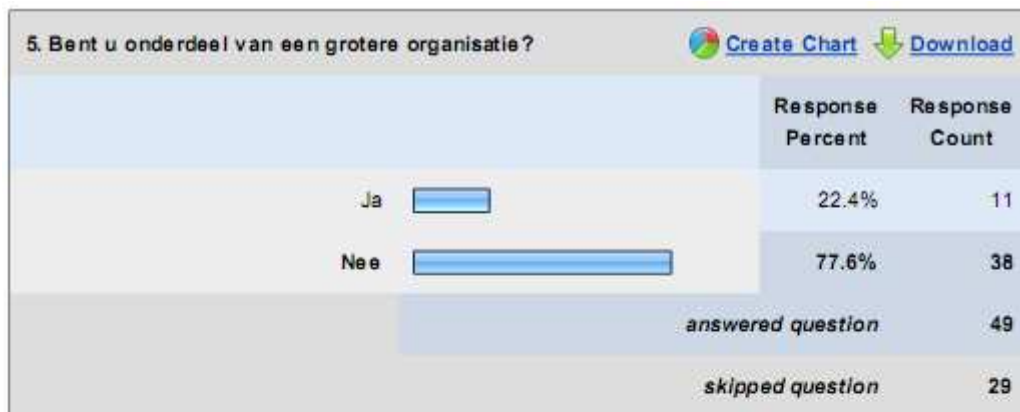 5. Bent u onderdeel van een grotere organisatie? Create Chart Download
Response Response
Percent Count
Ja 22.4% 11
Nee 77.6% 38
answered question 49
skipped question 29